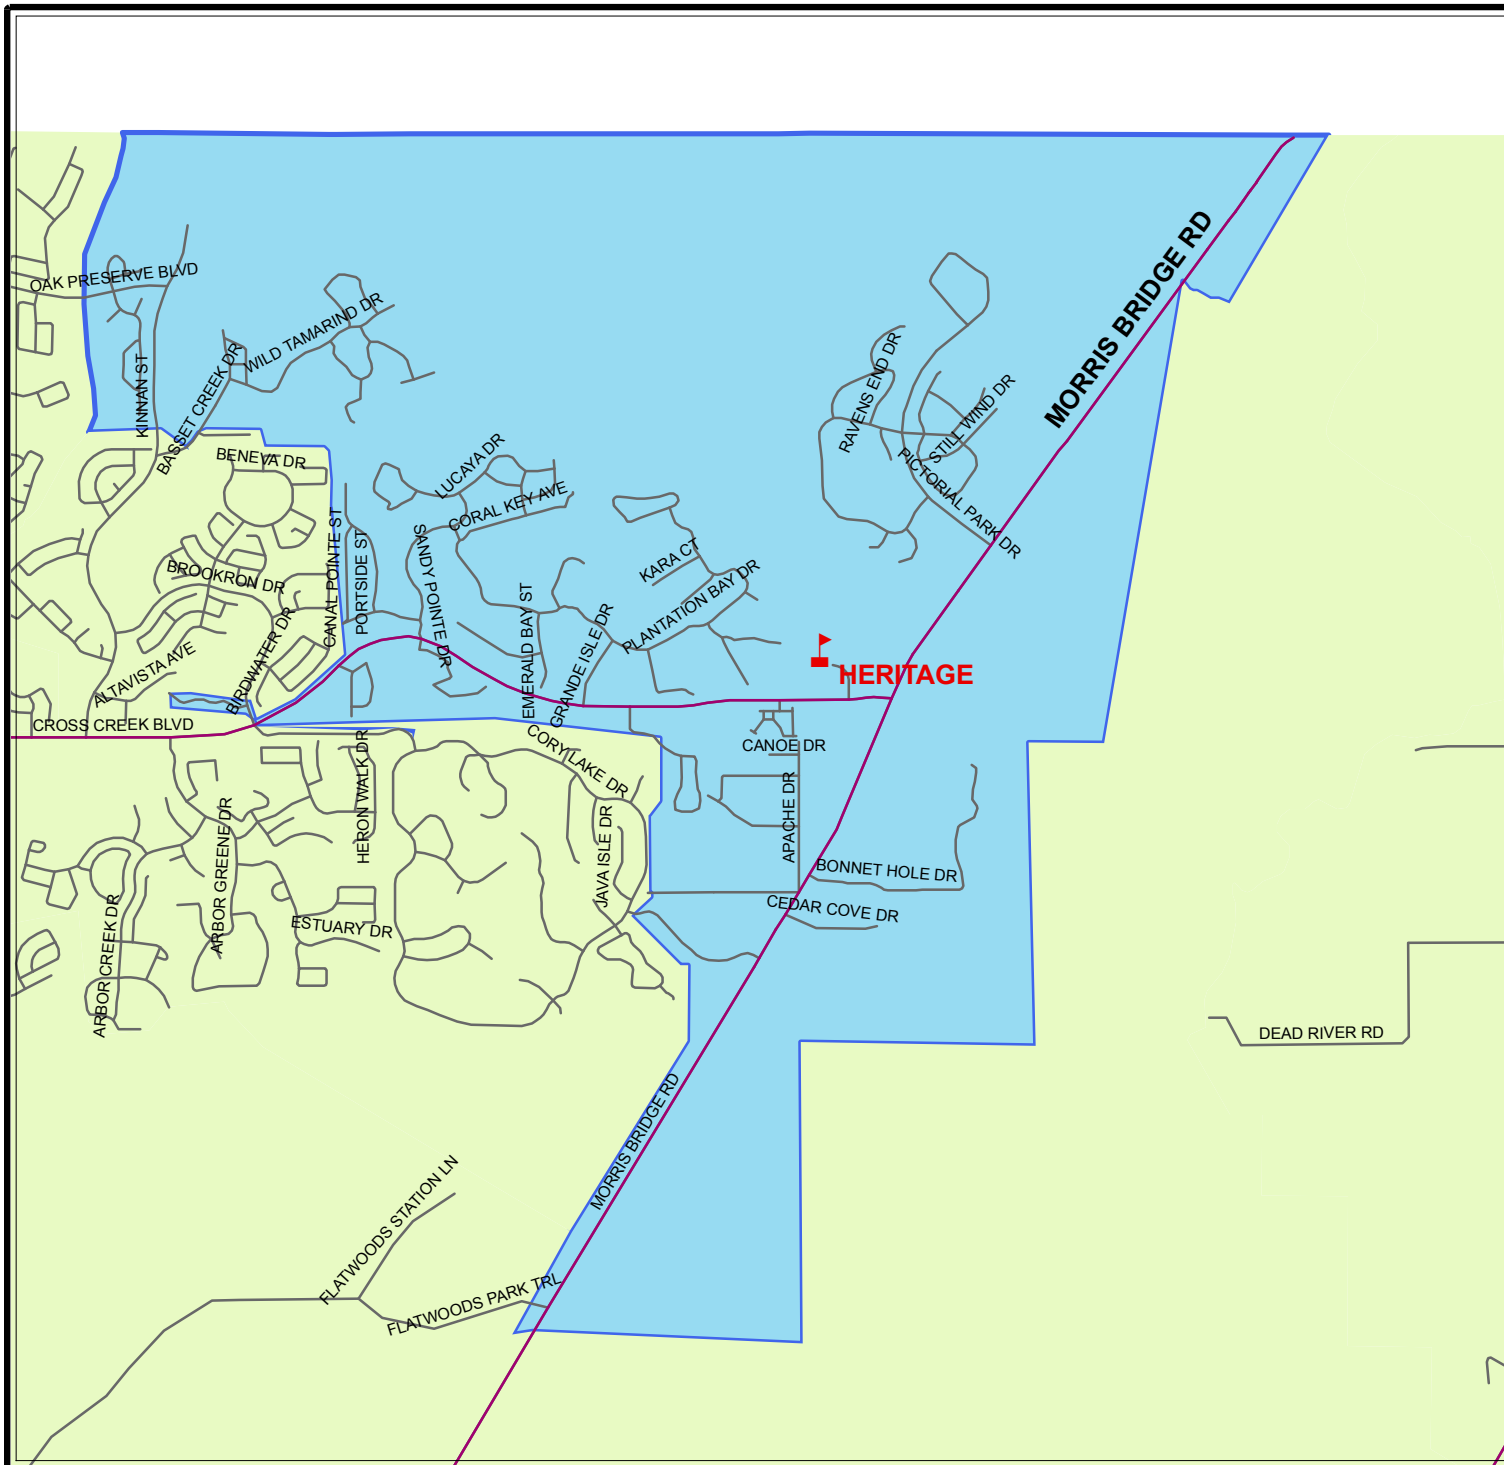 MORRIS BRIDGE RD
OAK PRESERVE BLVD
WILD TAMARIND DR
KINNAN ST
BASSET CREEK DR
RAVENS END DR
STILL WIND DR
BENEVA DR
LUCAYA DR
CORAL KEY AVE
PICTORIAL PARK DR
CANAL POINTE ST
PORTSIDE ST
SANDY POINTE DR
KARA CT
BROOKRON DR
PLANTATION BAY DR
EMERALD BAY ST
GRANDE ISLE DR
BIRDWATER DR
ALTAVISTA AVE
HERITAGE
CROSS CREEK BLVD
CORY LAKE DR
CANOE DR
HERON WALK DR
APACHE DR
JAVA ISLE DR
ARBOR GREENE DR
BONNET HOLE DR
CEDAR COVE DR
ESTUARY DR
ARBOR CREEK DR
DEAD RIVER RD
MORRIS BRIDGE RD
FLATWOODS STATION LN
FLATWOODS PARK TRL